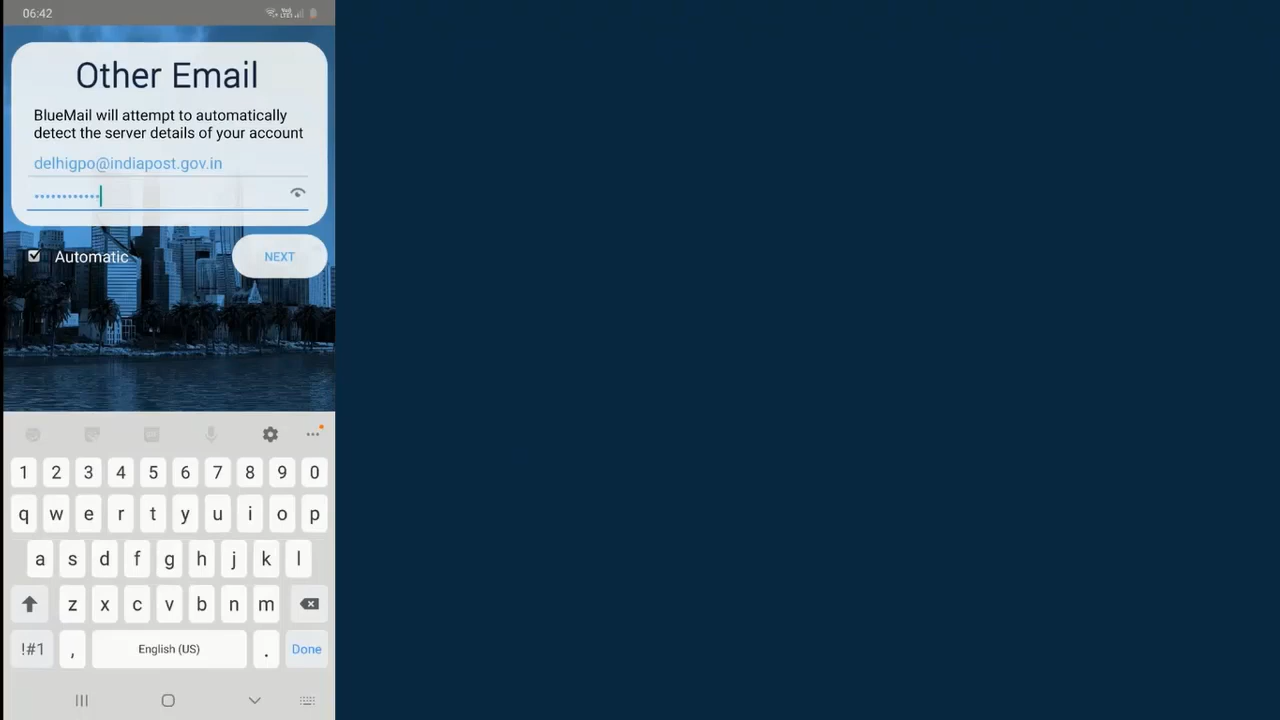 06:42
Other Email
BlueMail will attempt to automatically
detect the server details of your account
delhigpo@indiapost.gov.in
••••••••••••
Automatic
NEXT
1 2 3 4 5 6 7 8 9 0
q w e r t y u i o p
a s d f g h j k l
z x c v b n m
!#1 , English (US) . Done